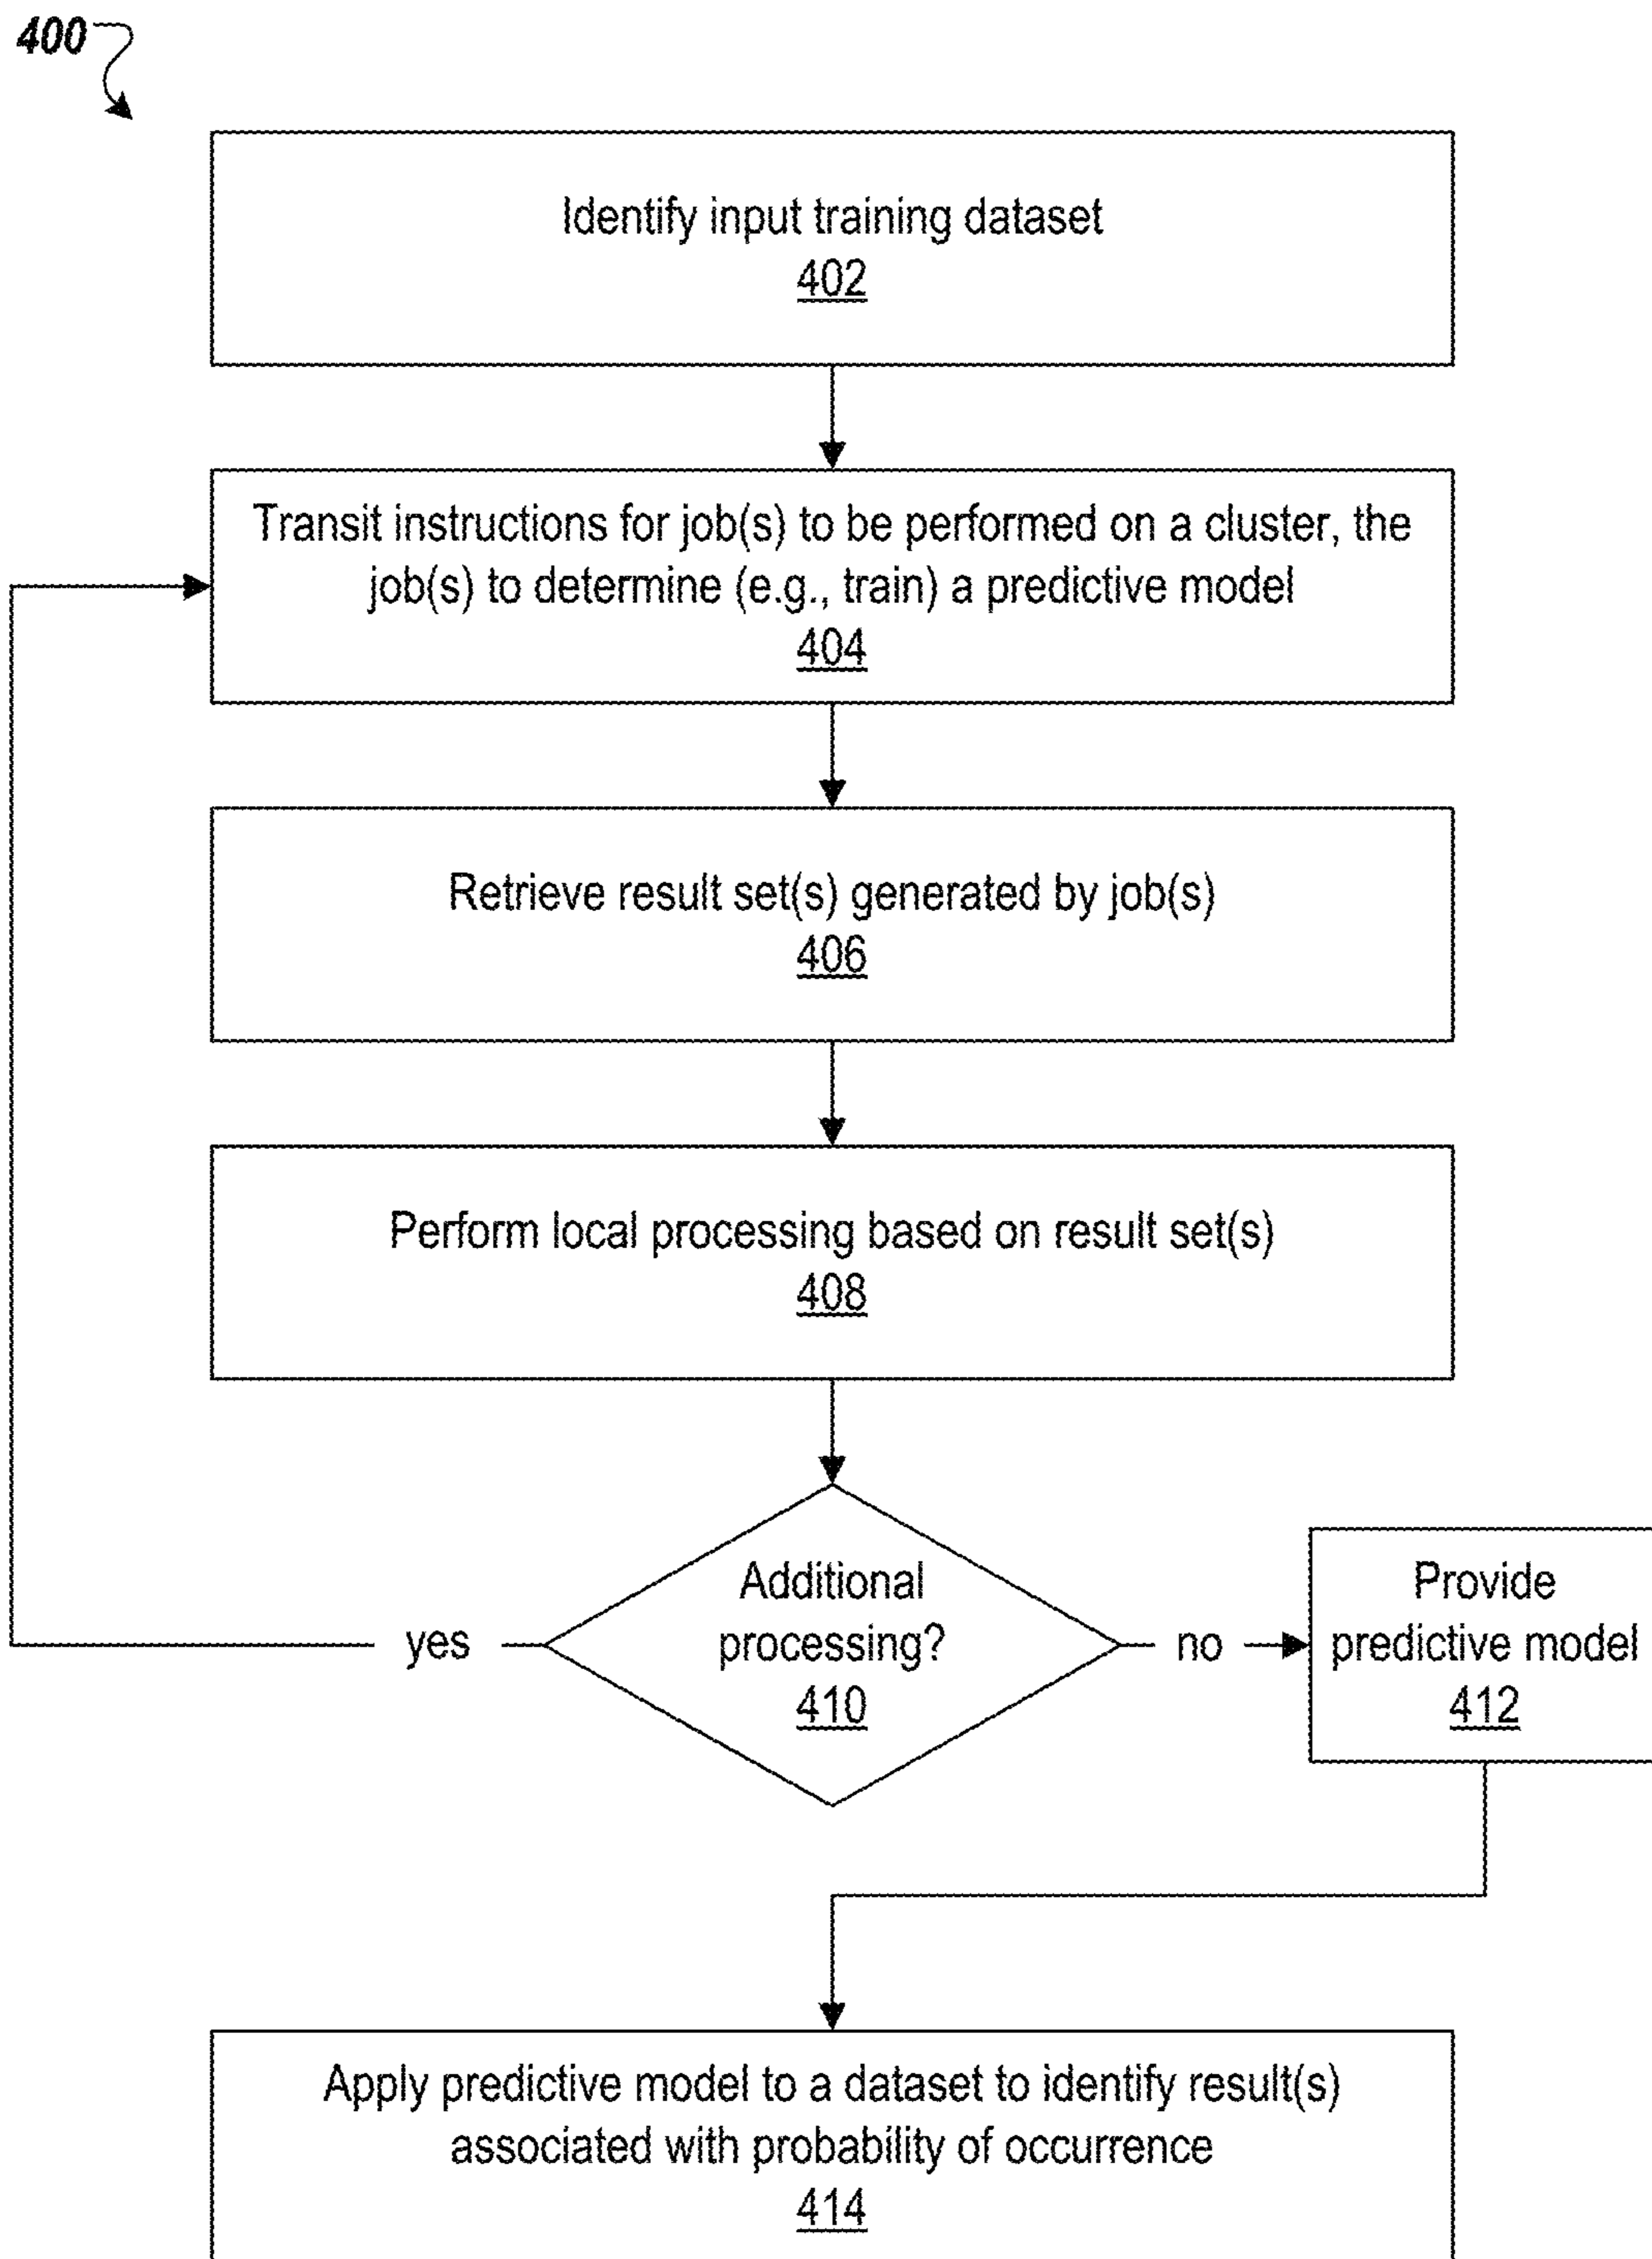 400
Identify input training dataset
402
Transit instructions for job(s) to be performed on a cluster, the
job(s) to determine (e.g., train) a predictive model
404
Retrieve result set(s) generated by job(s)
406
Perform local processing based on result set(s)
408
Additional
processing?
410
yes
no
Provide
predictive model
412
Apply predictive model to a dataset to identify result(s)
associated with probability of occurrence
414